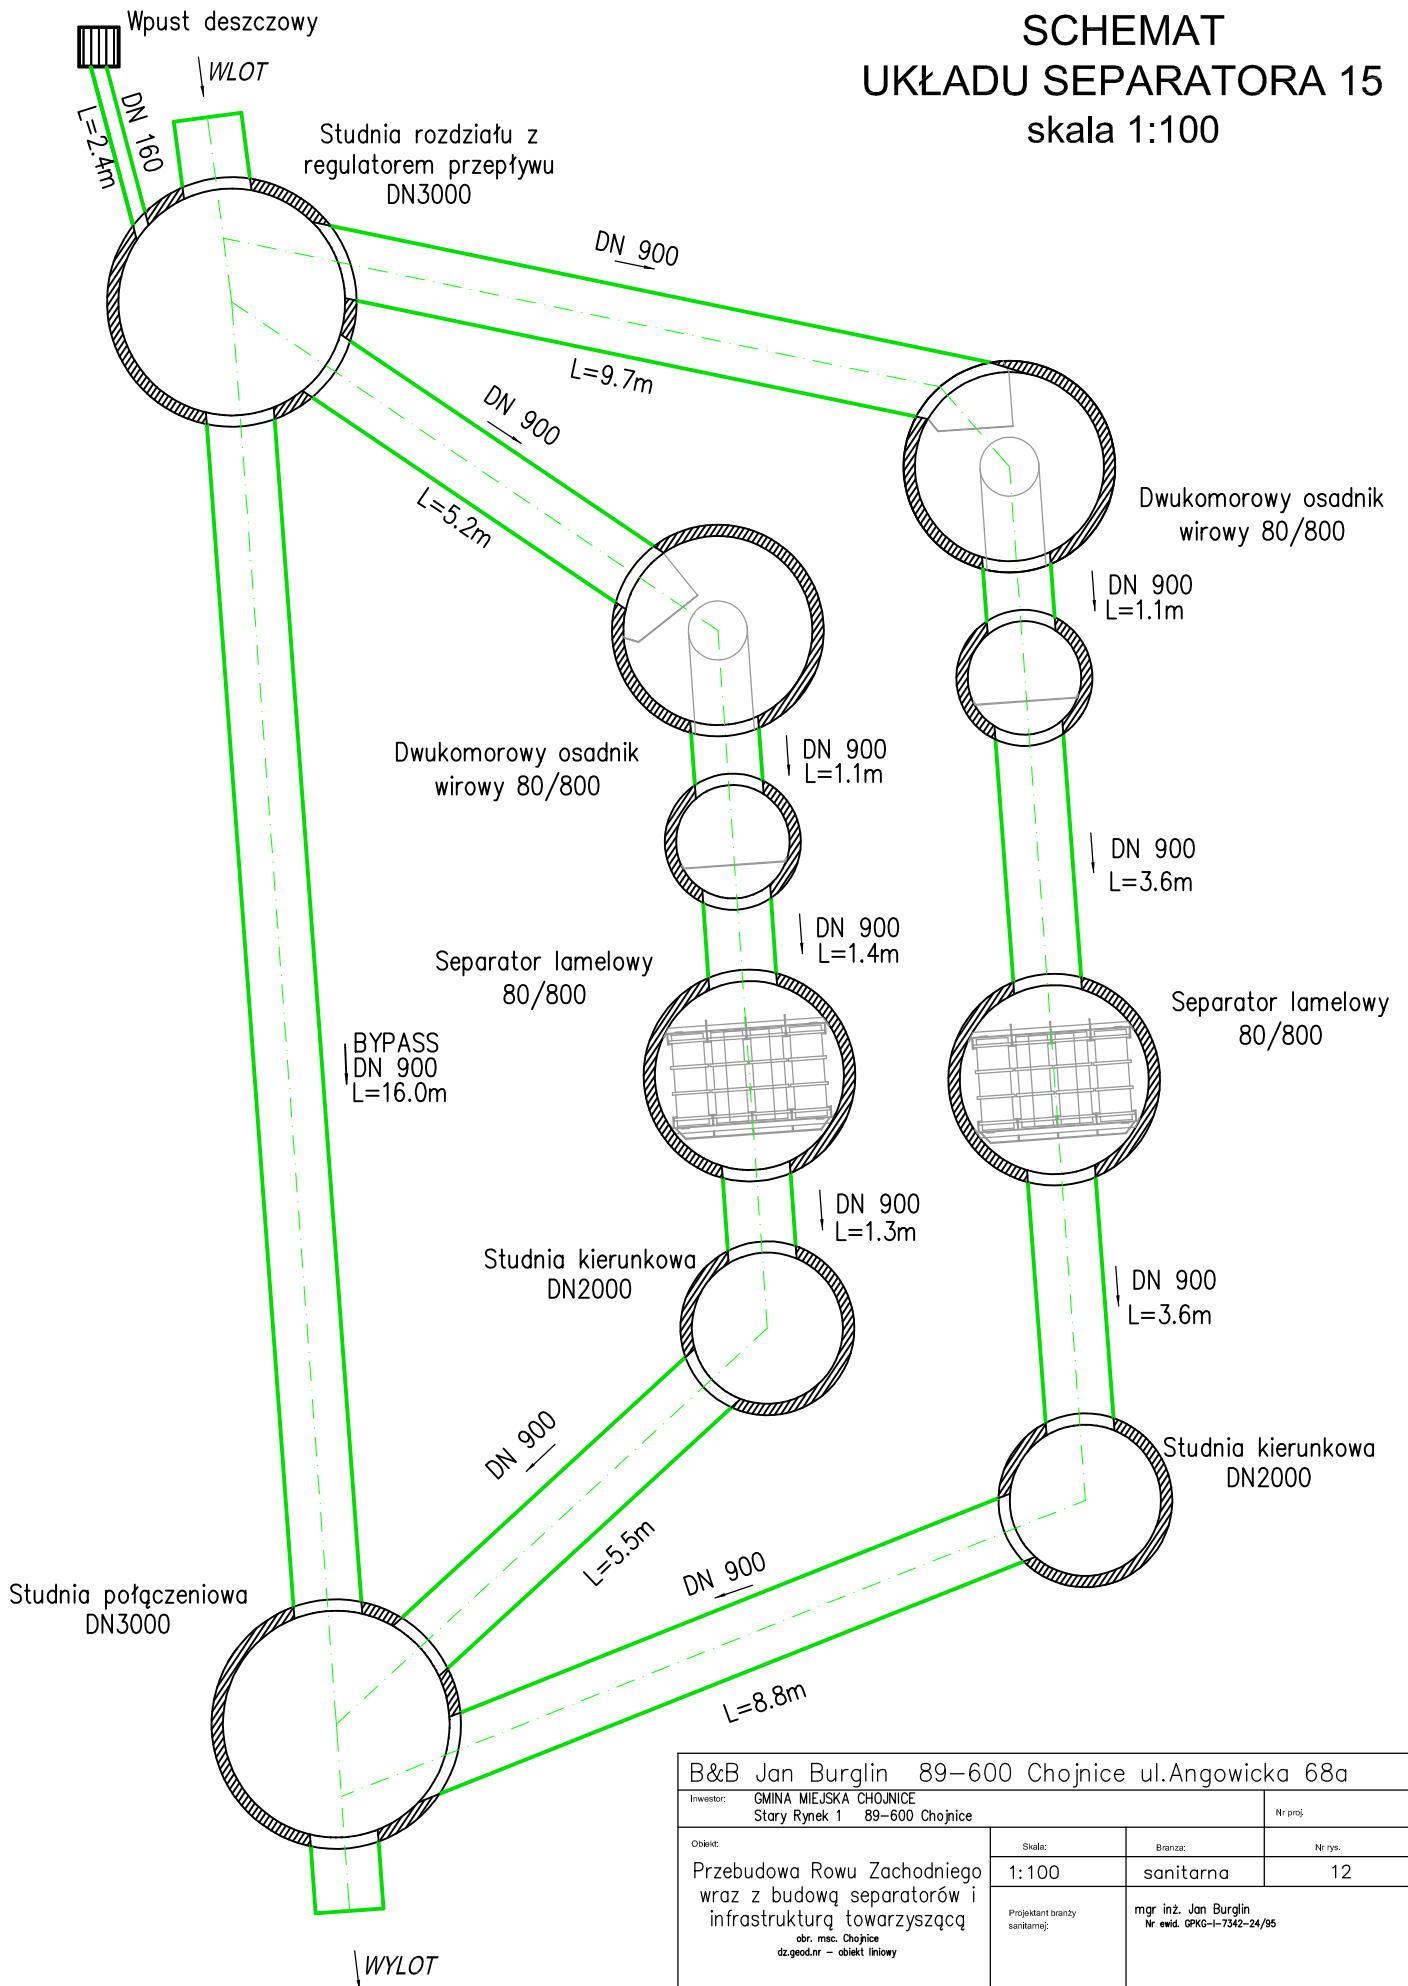 SCHEMAT
UKŁADU SEPARATORA 15
skala 1:100
Wpust deszczowy
WLOT
DN 160
L=2.4m
Studnia rozdziału z
regulatorem przepływu
DN3000
DN 900
L=9.7m
DN 900
L=5.2m
Dwukomorowy osadnik
wirowy 80/800
DN 900
L=1.1m
Dwukomorowy osadnik
wirowy 80/800
DN 900
L=1.1m
DN 900
L=3.6m
DN 900
L=1.4m
Separator lamelowy
80/800
Separator lamelowy
80/800
BYPASS
DN 900
L=16.0m
DN 900
L=1.3m
Studnia kierunkowa
DN2000
DN 900
L=3.6m
DN 900
L=5.5m
Studnia kierunkowa
DN2000
DN 900
L=8.8m
Studnia połączeniowa
DN3000
WYLOT
B&B Jan Burglin 89-600 Chojnice ul.Angowicka 68a
Inwestor: GMINA MIEJSKA CHOJNICE
Stary Rynek 1 89-600 Chojnice
Nr proj.
Obiekt:
Przebudowa Rowu Zachodniego
wraz z budową separatorów i
infrastrukturą towarzyszącą
obr. msc. Chojnice
dz.geod.nr - obiekt liniowy
Skala:
1:100
Branża:
sanitarna
Nr rys.
12
Projektant branży
sanitarnej:
mgr inż. Jan Burglin
Nr ewid. GPKG-I-7342-24/95